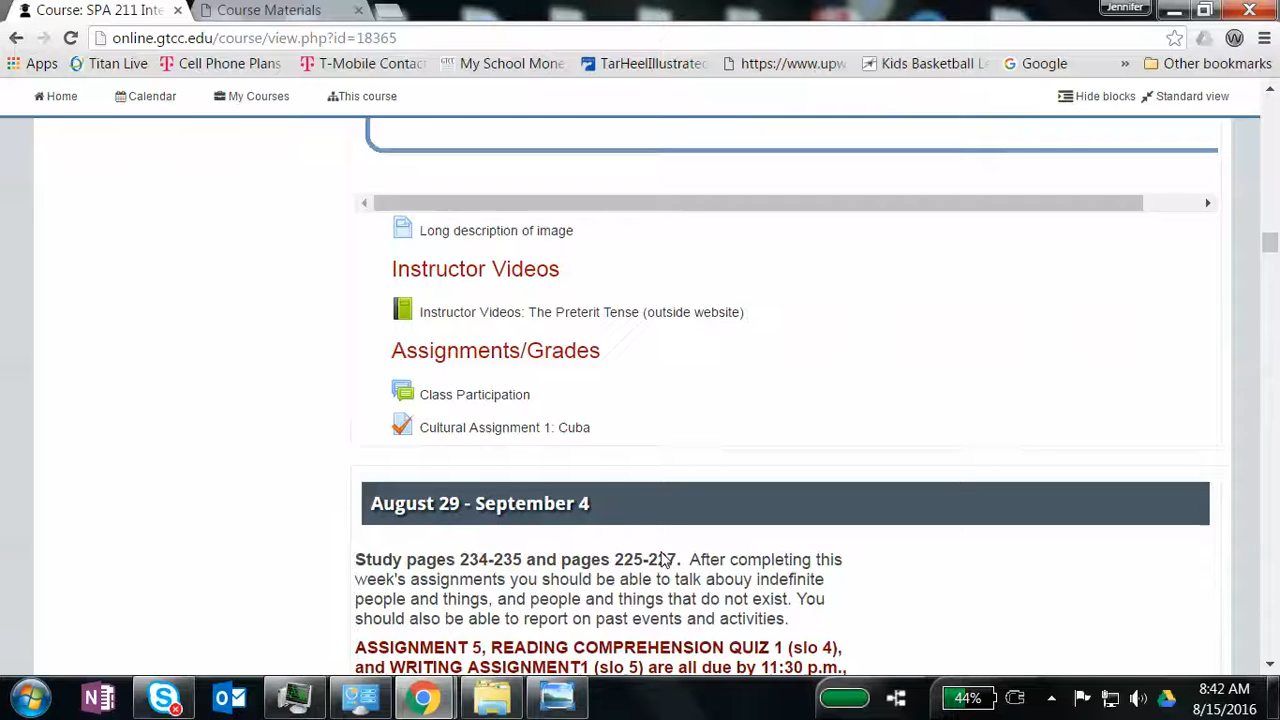 Course: SPA 211 Inte
Course Materials
Jennifer
online.gtcc.edu/course/view.php?id=18365
Apps
Titan Live
Cell Phone Plans
T-Mobile Contac
My School Mone
TarHeelIllustrate
https://www.upw
Kids Basketball Le
Google
»
Other bookmarks
Home
Calendar
My Courses
This course
Hide blocks
Standard view
Long description of image
Instructor Videos
Instructor Videos: The Preterit Tense (outside website)
Assignments/Grades
Class Participation
Cultural Assignment 1: Cuba
August 29 - September 4
Study pages 234-235 and pages After completing this
week's assignments you should be able to talk abouy indefinite
people and things, and people and things that do not exist. You
should also be able to report on past events and activities.
ASSIGNMENT 5, READING COMPREHENSION QUIZ 1 (slo 4),
and WRITING ASSIGNMENT1 (slo 5) are all due by 11:30 p.m.,
44%
8:42 AM
8/15/2016